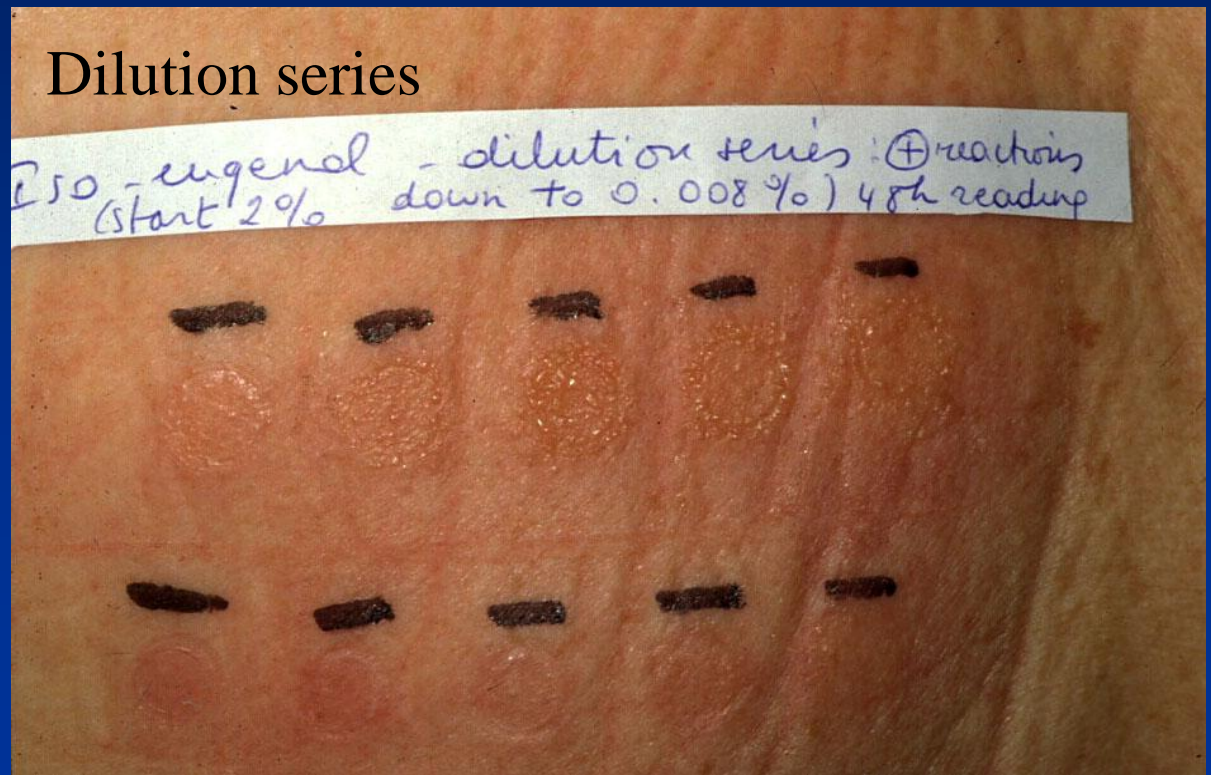 Dilution series
Iso-eugenol - dilution series: ⊕ reactions
(start 2% down to 0.008%) 48h reading